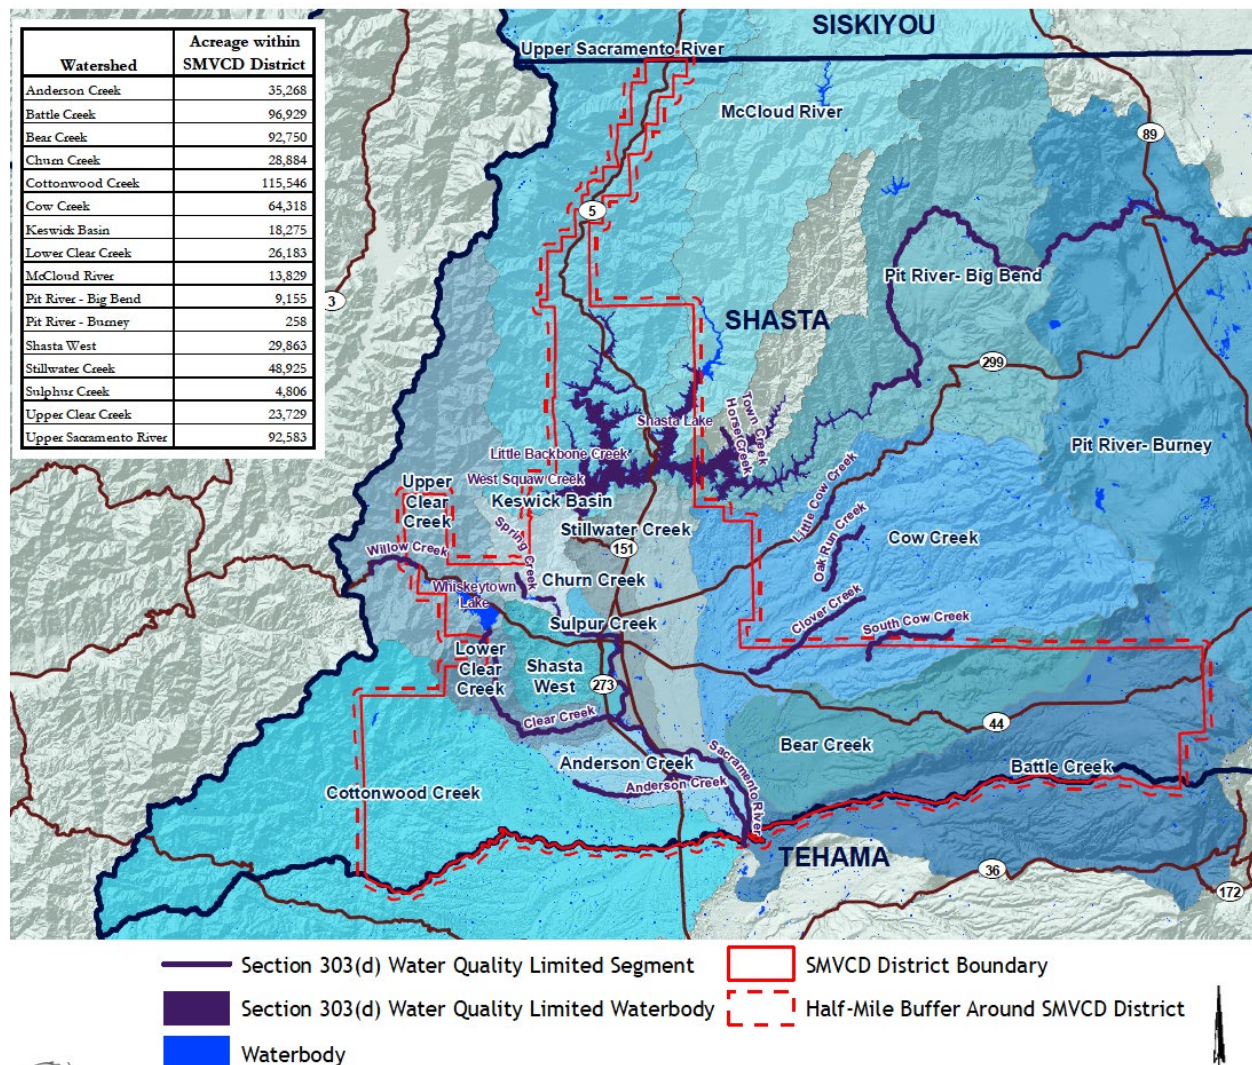 Watershed Acreage within SMVCD District
Anderson Creek 35,268
Battle Creek 96,929
Bear Creek 92,750
Churn Creek 28,884
Cottonwood Creek 115,546
Cow Creek 64,318
Keswick Basin 18,275
Lower Clear Creek 26,183
McCloud River 13,829
Pit River - Big Bend 9,155
Pit River - Burney 258
Shasta West 29,863
Stillwater Creek 48,925
Sulphur Creek 4,806
Upper Clear Creek 23,729
Upper Sacramento River 92,583
SISKIYOU
Upper Sacramento River
McCloud River
89
5
Pit River- Big Bend
3
SHASTA
299
Town Creek
Horse Creek
Shasta Lake
Pit River- Burney
Little Backbone Creek
West Squaw Creek
Keswick Basin
Upper
Clear
Creek
Spring Creek
Stillwater Creek
151
Little Cow Creek
Oak Run Creek
Cow Creek
Willow Creek
Whiskeytown
Lake
Churn Creek
Clover Creek
South Cow Creek
Sulpur Creek
Lower
Clear
Creek
Shasta
West
273
Clear Creek
44
Bear Creek
Anderson Creek
Sacramento River
Battle Creek
Anderson Creek
Cottonwood Creek
TEHAMA
36
172
Section 303(d) Water Quality Limited Segment
Section 303(d) Water Quality Limited Waterbody
Waterbody
SMVCD District Boundary
Half-Mile Buffer Around SMVCD District